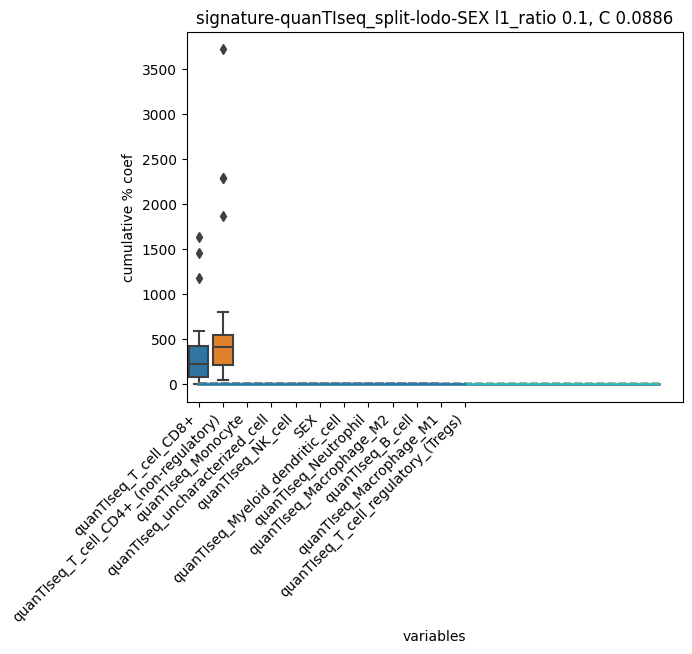 signature-quanTIseq_split-lodo-SEX l1_ratio 0.1, C 0.0886
cumulative % coef
3500
3000
2500
2000
1500
1000
500
0
quanTIseq_T_cell_CD8+
quanTIseq_T_cell_CD4+_(non-regulatory)
quanTIseq_Monocyte
quanTIseq_uncharacterized_cell
quanTIseq_NK_cell
SEX
quanTIseq_Myeloid_dendritic_cell
quanTIseq_Neutrophil
quanTIseq_Macrophage_M2
quanTIseq_B_cell
quanTIseq_Macrophage_M1
quanTIseq_T_cell_regulatory_(Tregs)
variables